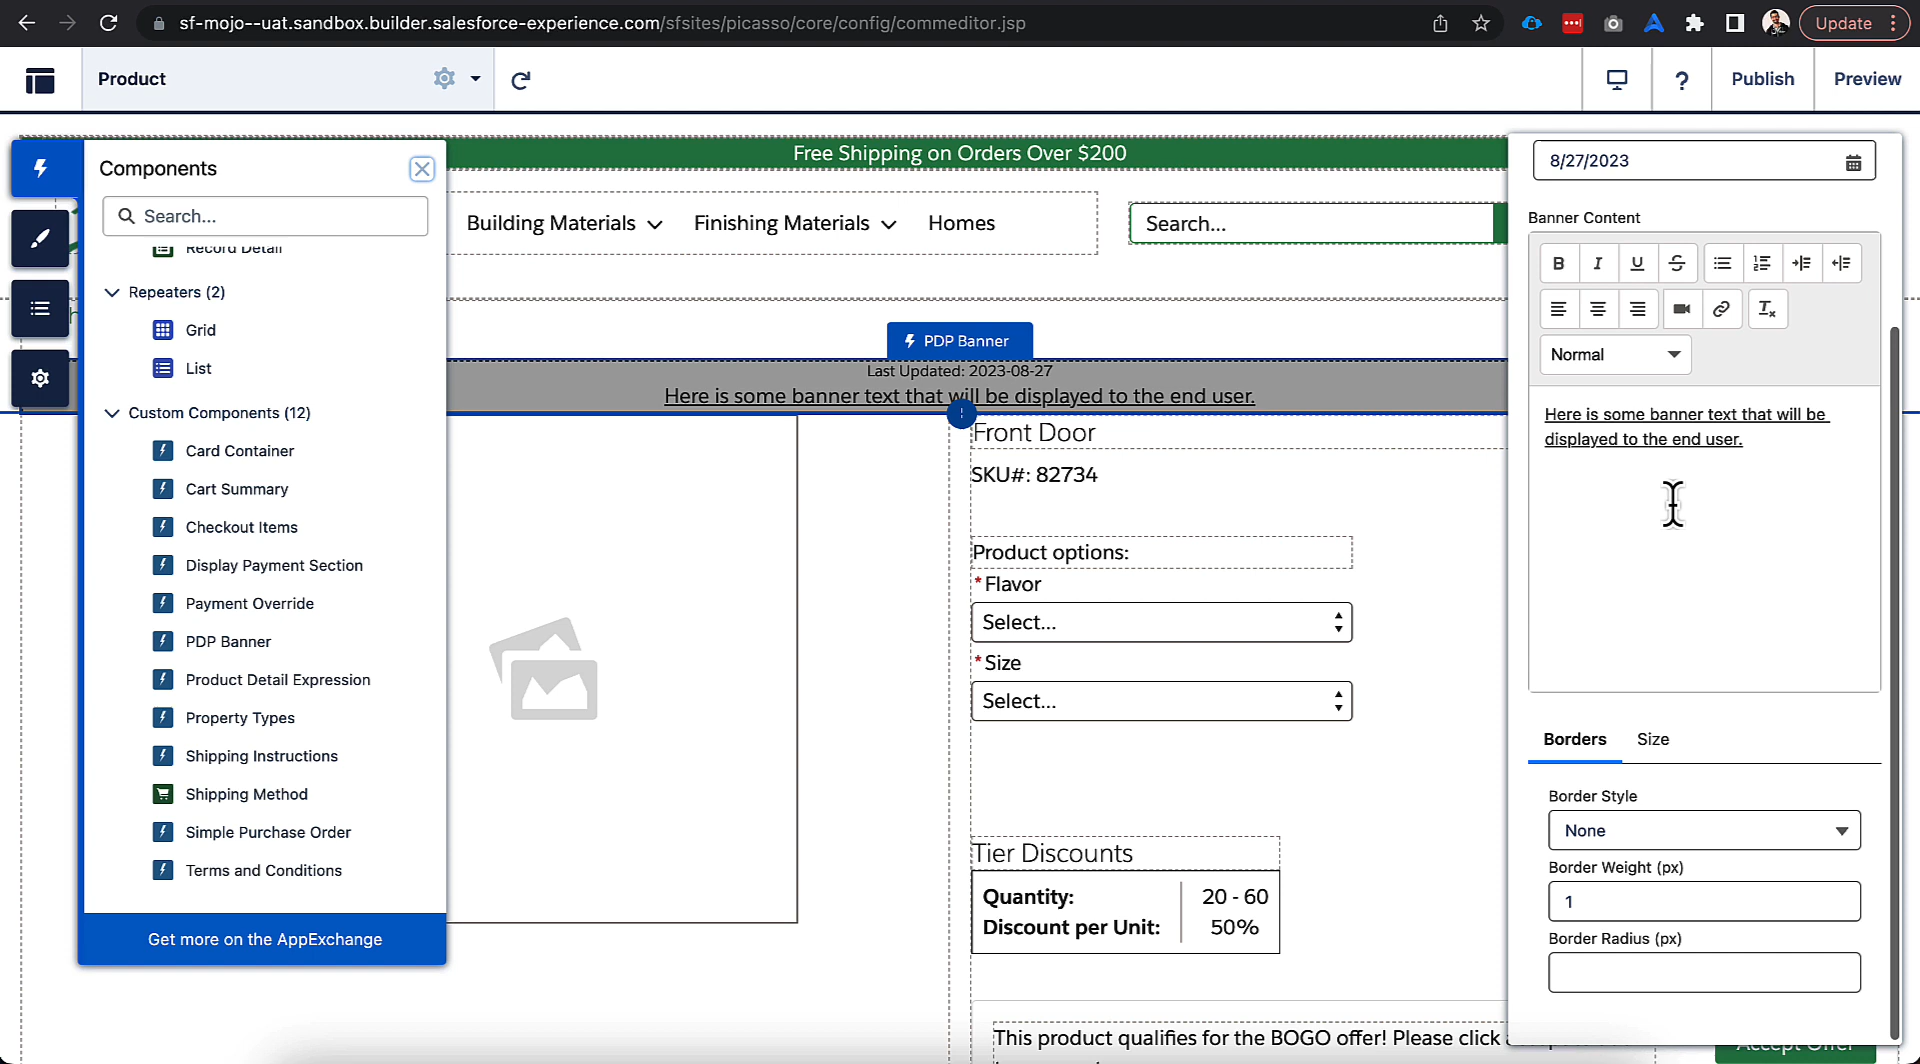 sf-mojo--uat.sandbox.builder.salesforce-experience.com/sfsites/picasso/core/config/commeditor.jsp
Update
Product
?
Publish
Preview
Components
Search...
Record Detail
Repeaters (2)
Grid
List
Custom Components (12)
Card Container
Cart Summary
Checkout Items
Display Payment Section
Payment Override
PDP Banner
Product Detail Expression
Property Types
Shipping Instructions
Shipping Method
Simple Purchase Order
Terms and Conditions
Get more on the AppExchange
Free Shipping on Orders Over $200
Building Materials
Finishing Materials
Homes
Search...
PDP Banner
Last Updated: 2023-08-27
Here is some banner text that will be displayed to the end user.
Front Door
SKU#: 82734
Product options:
*Flavor
Select...
*Size
Select...
Tier Discounts
Quantity: 20 - 60
Discount per Unit: 50%
This product qualifies for the BOGO offer! Please click
8/27/2023
Banner Content
B I U S
Normal
Here is some banner text that will be
displayed to the end user.
Borders
Size
Border Style
None
Border Weight (px)
1
Border Radius (px)
Accept Offer